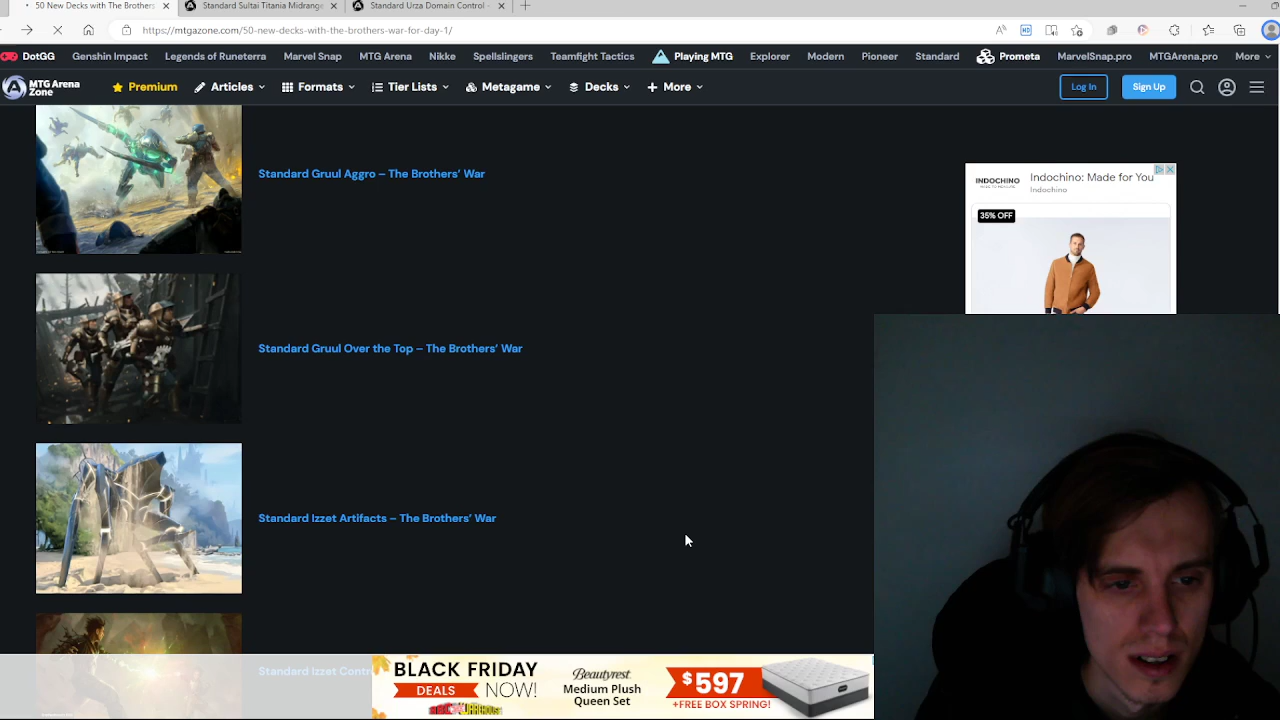 50 New Decks with The Brothers
Standard Sultai Titania Midrange
Standard Urza Domain Control -
https://mtgazone.com/50-new-decks-with-the-brothers-war-for-day-1/
DotGG Genshin Impact Legends of Runeterra Marvel Snap MTG Arena Nikke Spellslingers Teamfight Tactics Playing MTG Explorer Modern Pioneer Standard Prometa MarvelSnap.pro MTGArena.pro More
MTG Arena Zone Premium Articles Formats Tier Lists Metagame Decks More Log In Sign Up
Standard Gruul Aggro – The Brothers’ War
INDOCHINO Indochino: Made for You
Indochino
35% OFF
Standard Gruul Over the Top – The Brothers’ War
Standard Izzet Artifacts – The Brothers’ War
Standard Izzet Contr
BLACK FRIDAY
DEALS NOW!
Beautyrest
Medium Plush
Queen Set
$597
+FREE BOX SPRING!